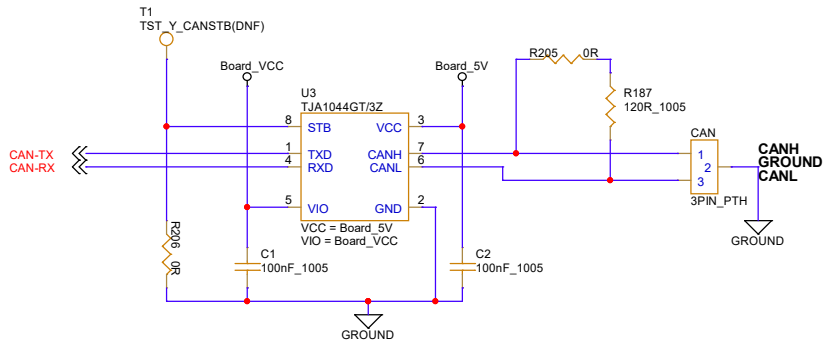 T1
TST_Y_CANSTB(DNF)
Board_VCC
Board_5V
R205 0R
U3
TJA1044GT/3Z
R187
120R_1005
8 STB VCC 3
CAN-TX
1 TXD CANH 7
CAN-RX
4 RXD CANL 6
CAN
1
2
3
3PIN_PTH
CANH
GROUND
CANL
5 VIO GND 2
VCC = Board_5V
VIO = Board_VCC
R206
0R
C1
100nF_1005
C2
100nF_1005
GROUND
GROUND